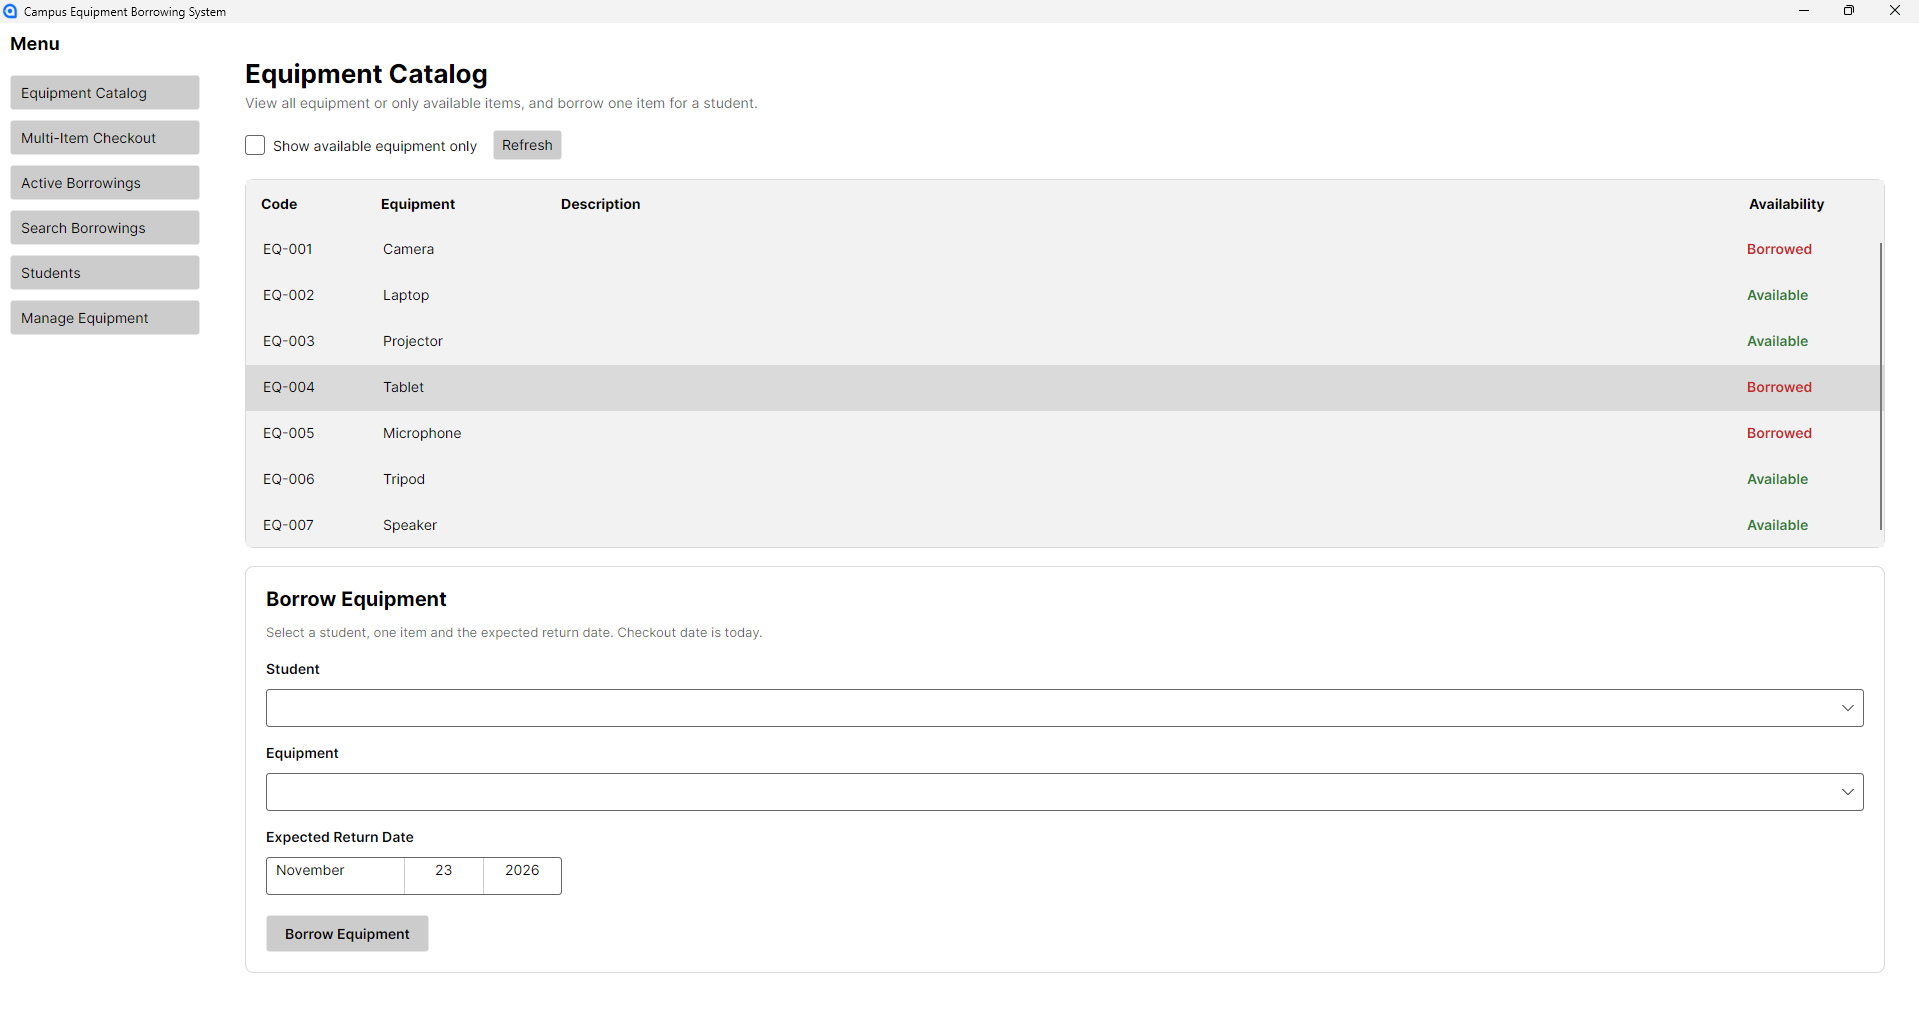 Campus Equipment Borrowing System
Menu
Equipment Catalog
Multi-Item Checkout
Active Borrowings
Search Borrowings
Students
Manage Equipment
Equipment Catalog
View all equipment or only available items, and borrow one item for a student.
Show available equipment only Refresh
Code Equipment Description Availability
EQ-001 Camera Borrowed
EQ-002 Laptop Available
EQ-003 Projector Available
EQ-004 Tablet Borrowed
EQ-005 Microphone Borrowed
EQ-006 Tripod Available
EQ-007 Speaker Available
Borrow Equipment
Select a student, one item and the expected return date. Checkout date is today.
Student
Equipment
Expected Return Date
November 23 2026
Borrow Equipment